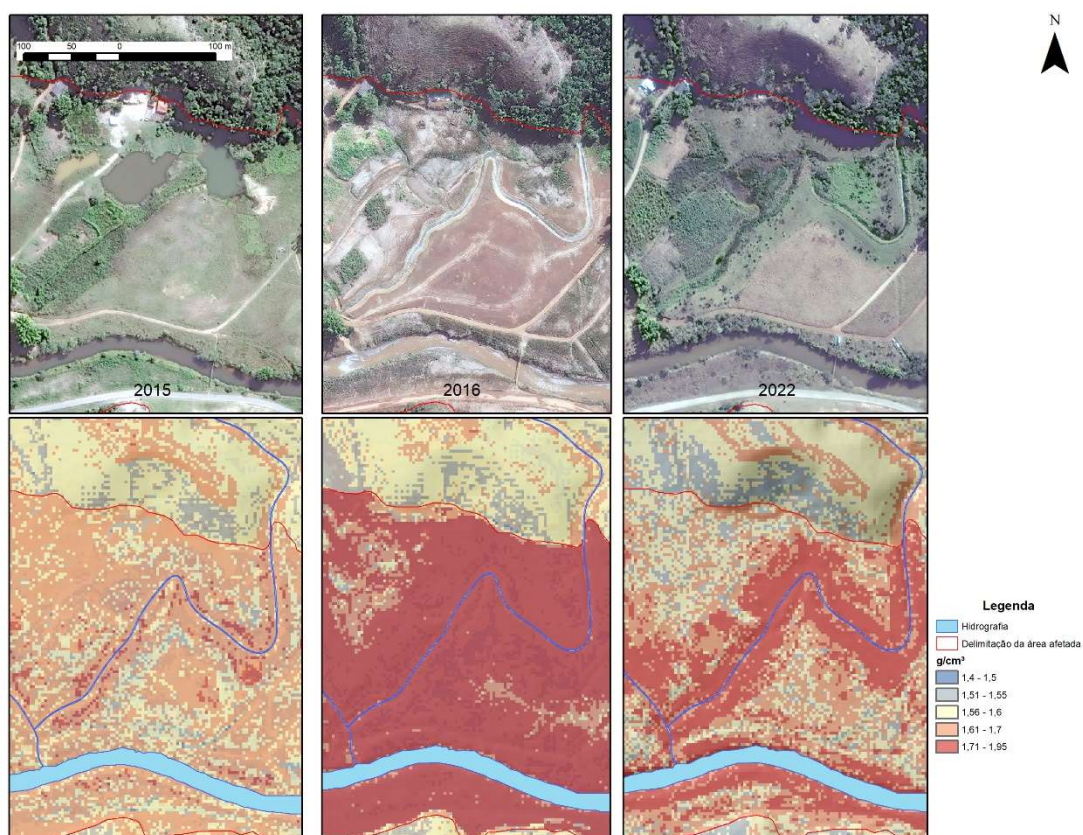 N
100 50 0 100 m
2015
2016
2022
Legenda
Hidrografia
Delimitação da área afetada
g/cm³
1,4 - 1,5
1,51 - 1,55
1,56 - 1,6
1,61 - 1,7
1,71 - 1,95